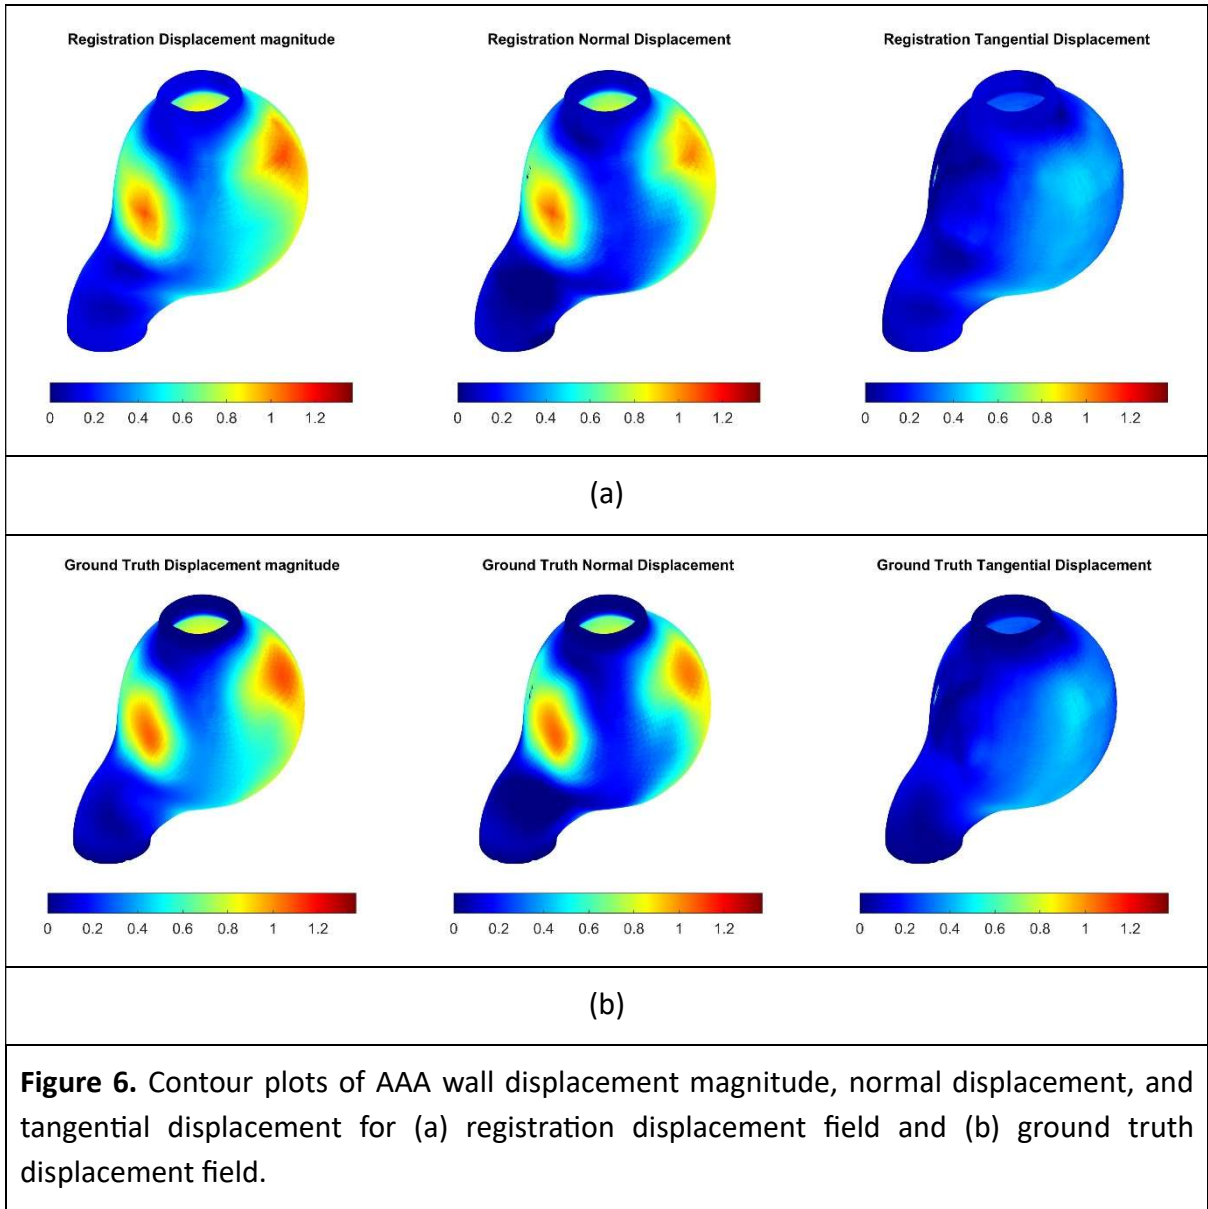 Registration Displacement magnitude
Registration Normal Displacement
Registration Tangential Displacement
0 0.2 0.4 0.6 0.8 1 1.2
0 0.2 0.4 0.6 0.8 1 1.2
0 0.2 0.4 0.6 0.8 1 1.2
(a)
Ground Truth Displacement magnitude
Ground Truth Normal Displacement
Ground Truth Tangential Displacement
0 0.2 0.4 0.6 0.8 1 1.2
0 0.2 0.4 0.6 0.8 1 1.2
0 0.2 0.4 0.6 0.8 1 1.2
(b)
Figure 6. Contour plots of AAA wall displacement magnitude, normal displacement, and
tangential displacement for (a) registration displacement field and (b) ground truth
displacement field.